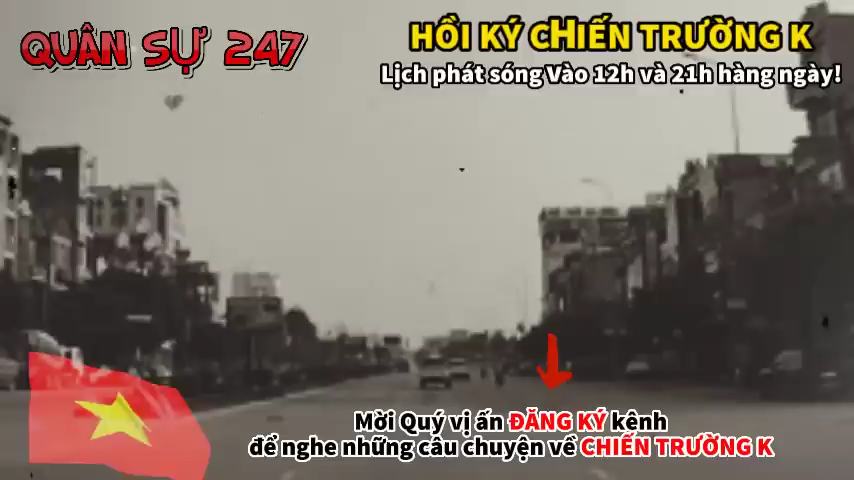 QUÂN SỰ 247
HỒI KÝ CHIẾN TRƯỜNG K
Lịch phát sóng Vào 12h và 21h hàng ngày!
Mời Quý vị ấn ĐĂNG KÝ kênh
để nghe những câu chuyện về CHIẾN TRƯỜNG K